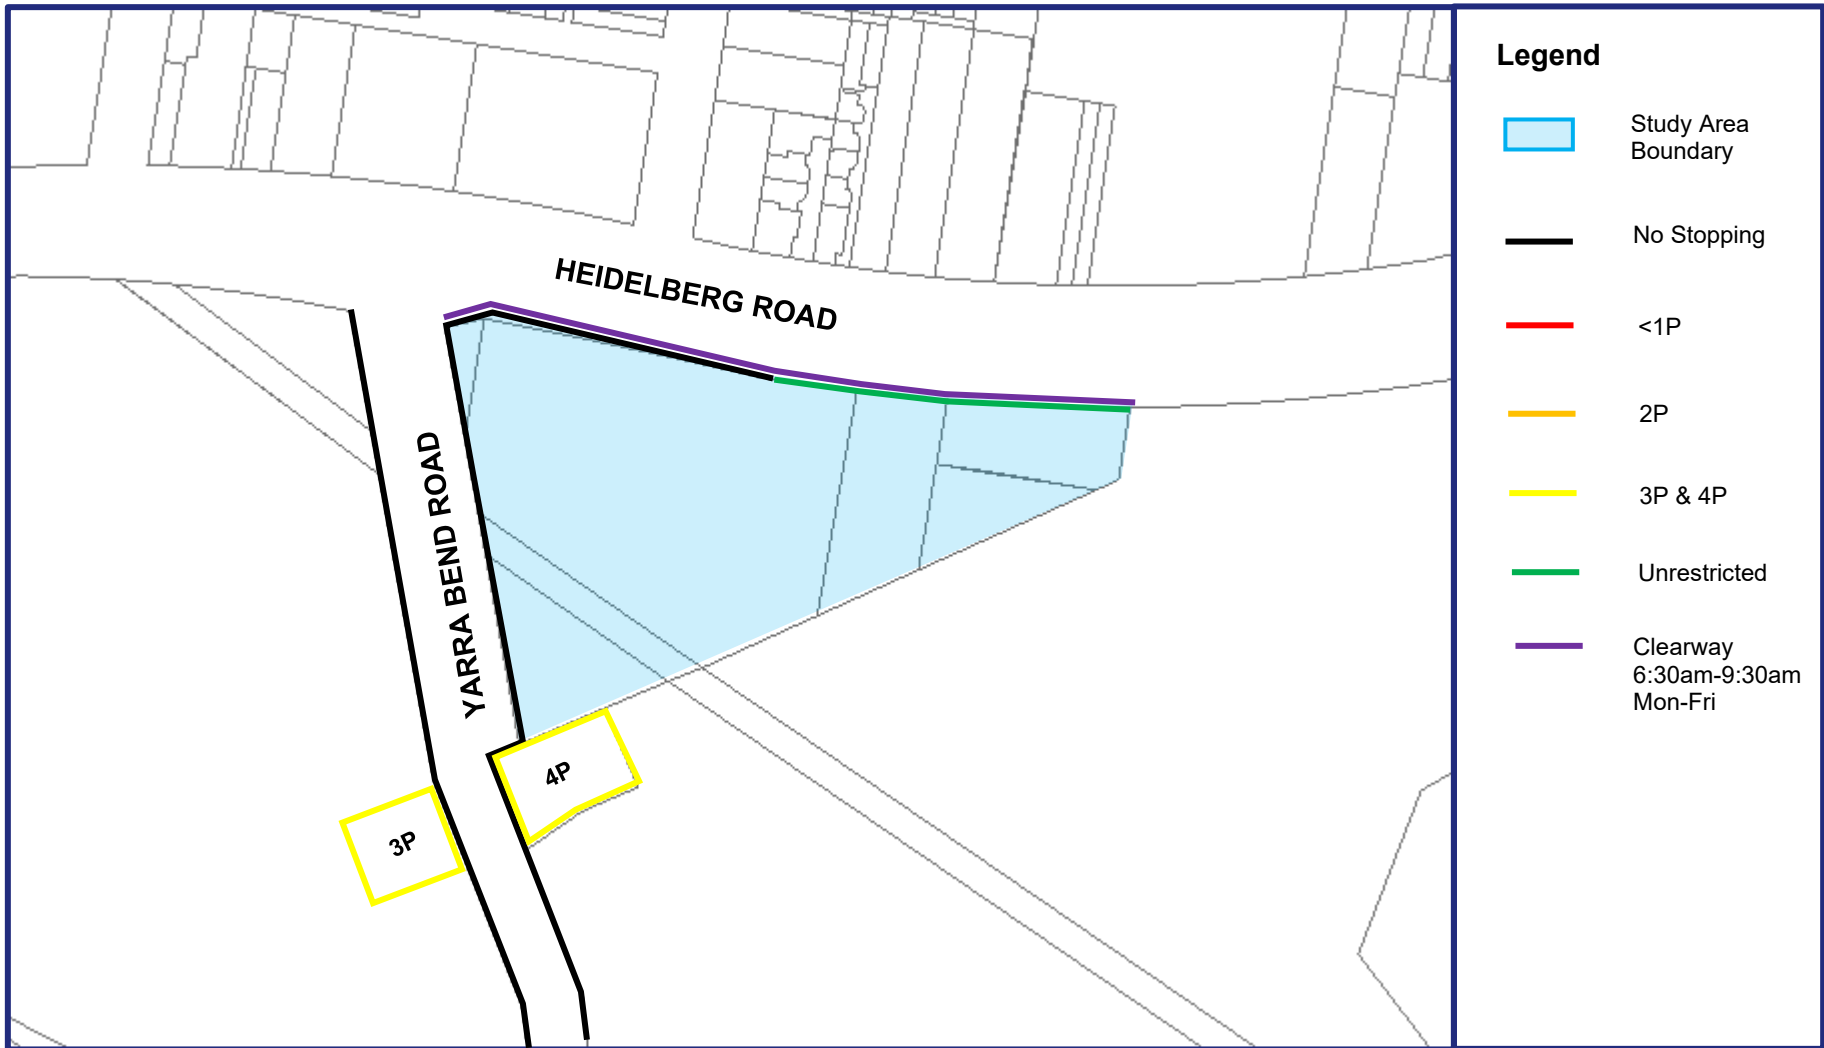 HEIDELBERG ROAD
YARRA BEND ROAD
4P
3P
Legend
Study Area
Boundary
No Stopping
<1P
2P
3P & 4P
Unrestricted
Clearway
6:30am-9:30am
Mon-Fri